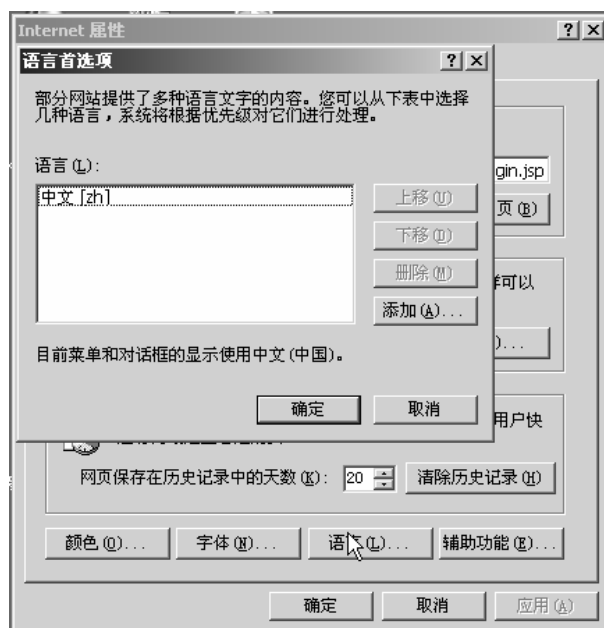 Internet 属性
语言首选项
部分网站提供了多种语言文字的内容。您可以从下表中选择
几种语言，系统将根据优先级对它们进行处理。
语言(L):
中文 [zh]
上移(U)
下移(D)
删除(M)
添加(A)...
目前菜单和对话框的显示使用中文(中国)。
确定
取消
gin.jsp
页(B)
可以
)...
用户快
网页保存在历史记录中的天数(K):
20
清除历史记录(H)
颜色(O)...
字体(N)...
语言(L)...
辅助功能(E)...
确定
取消
应用(A)